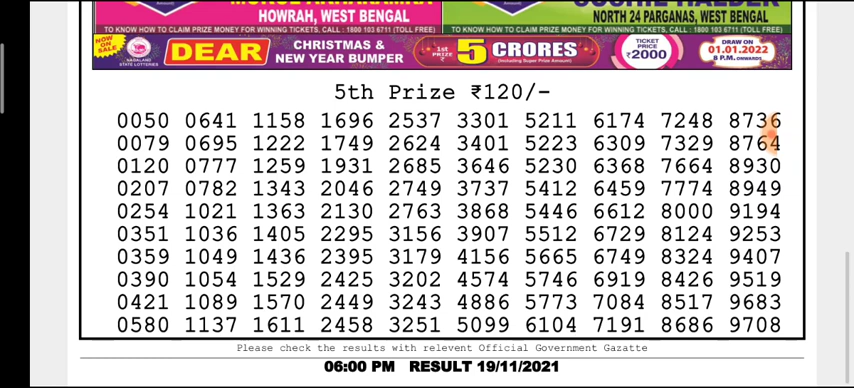 HOWRAH, WEST BENGAL
NORTH 24 PARGANAS, WEST BENGAL
TO KNOW HOW TO CLAIM PRIZE MONEY FOR WINNING TICKETS, CALL : 1800 103 6711 (TOLL FREE)
TO KNOW HOW TO CLAIM PRIZE MONEY FOR WINNING TICKETS, CALL : 1800 103 6711 (TOLL FREE)
NOW ON SALE
NAGALAND STATE LOTTERIES
DEAR
CHRISTMAS &
NEW YEAR BUMPER
1st PRIZE ₹
5 CRORES
(Including Super Prize Amount)
TICKET PRICE
₹2000
DRAW ON
01.01.2022
8 P.M. ONWARDS
5th Prize ₹120/-
0050 0641 1158 1696 2537 3301 5211 6174 7248 8736
0079 0695 1222 1749 2624 3401 5223 6309 7329 8764
0120 0777 1259 1931 2685 3646 5230 6368 7664 8930
0207 0782 1343 2046 2749 3737 5412 6459 7774 8949
0254 1021 1363 2130 2763 3868 5446 6612 8000 9194
0351 1036 1405 2295 3156 3907 5512 6729 8124 9253
0359 1049 1436 2395 3179 4156 5665 6749 8324 9407
0390 1054 1529 2425 3202 4574 5746 6919 8426 9519
0421 1089 1570 2449 3243 4886 5773 7084 8517 9683
0580 1137 1611 2458 3251 5099 6104 7191 8686 9708
Please check the results with relevent Official Government Gazatte
06:00 PM RESULT 19/11/2021